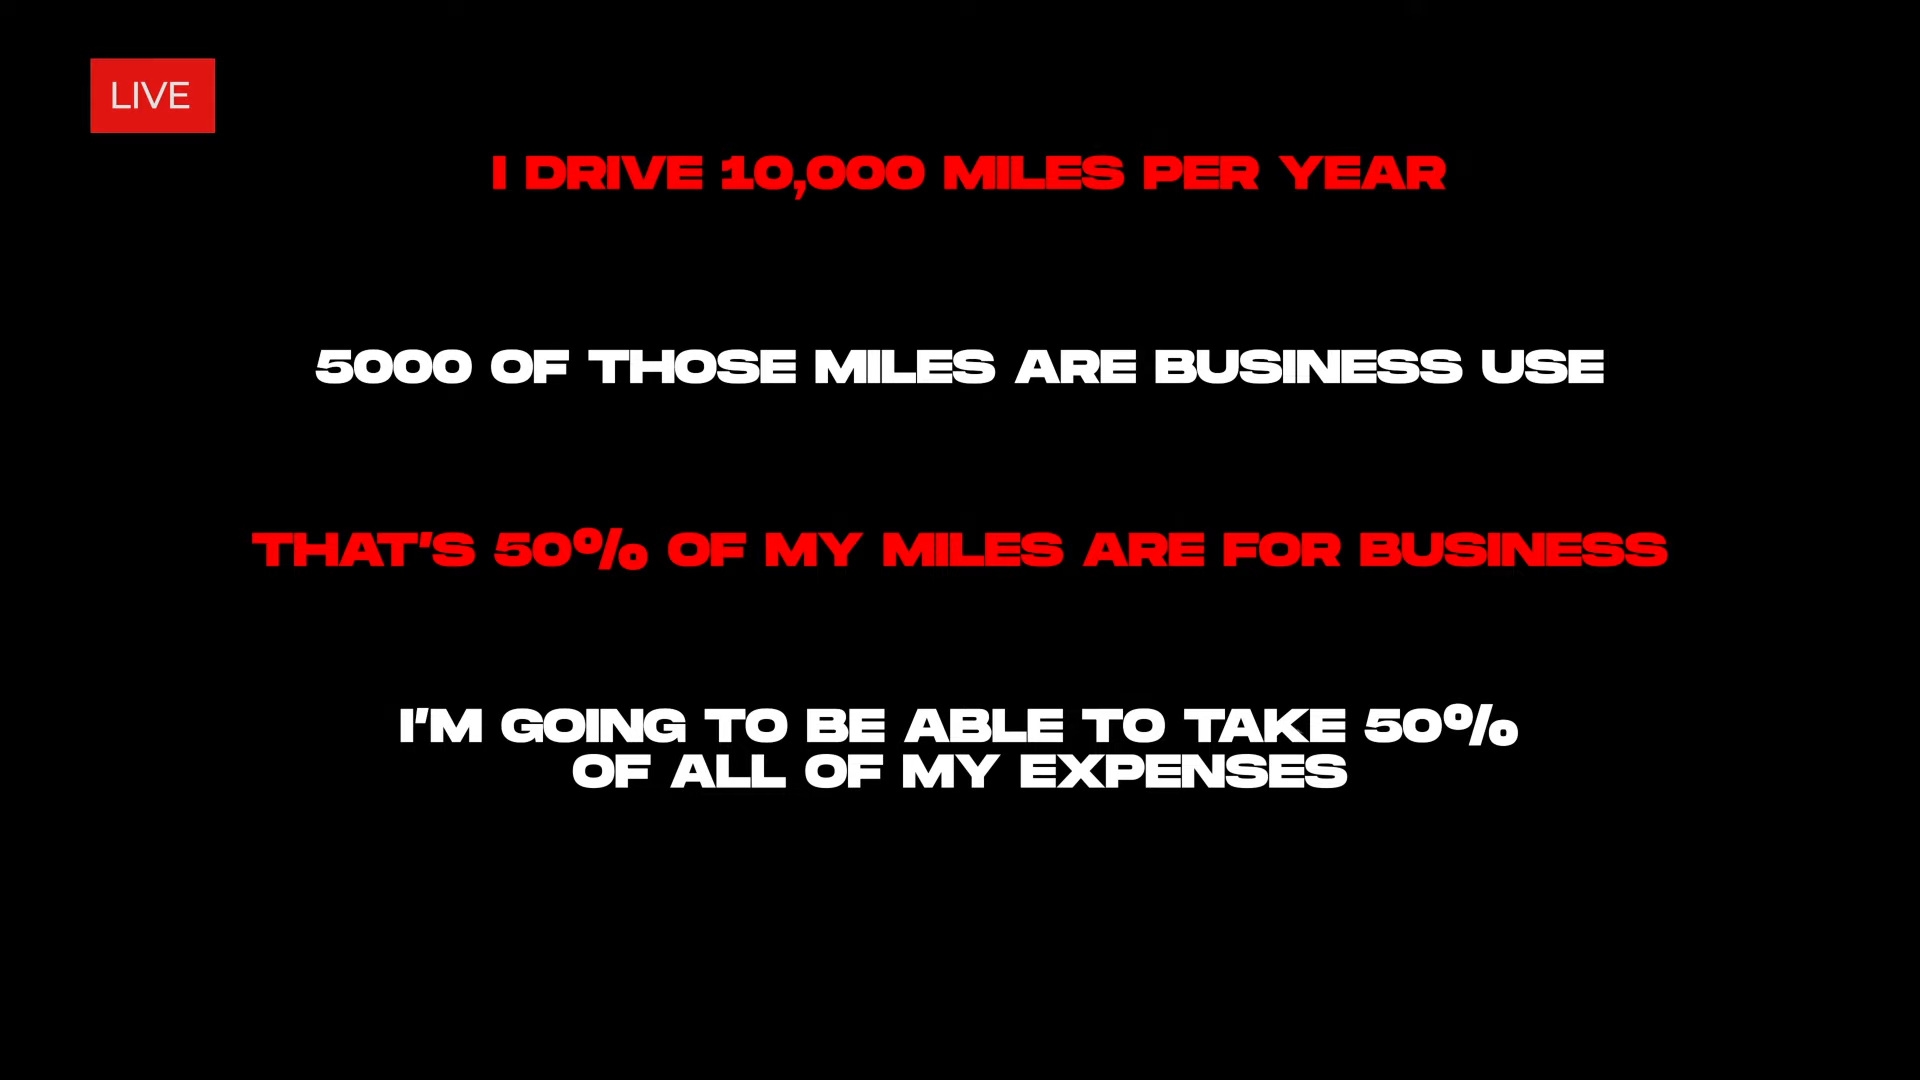 LIVE
I DRIVE 10,000 MILES PER YEAR
5000 OF THOSE MILES ARE BUSINESS USE
THAT'S 50% OF MY MILES ARE FOR BUSINESS
I'M GOING TO BE ABLE TO TAKE 50%
OF ALL OF MY EXPENSES